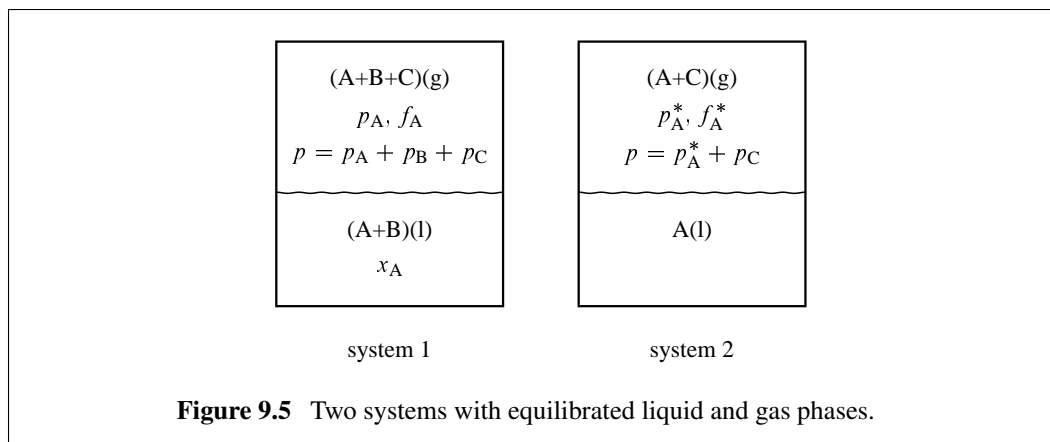 (A+B+C)(g)
p_A, f_A
p = p_A + p_B + p_C
(A+B)(l)
x_A
system 1
(A+C)(g)
p*_A, f*_A
p = p*_A + p_C
A(l)
system 2
Figure 9.5 Two systems with equilibrated liquid and gas phases.